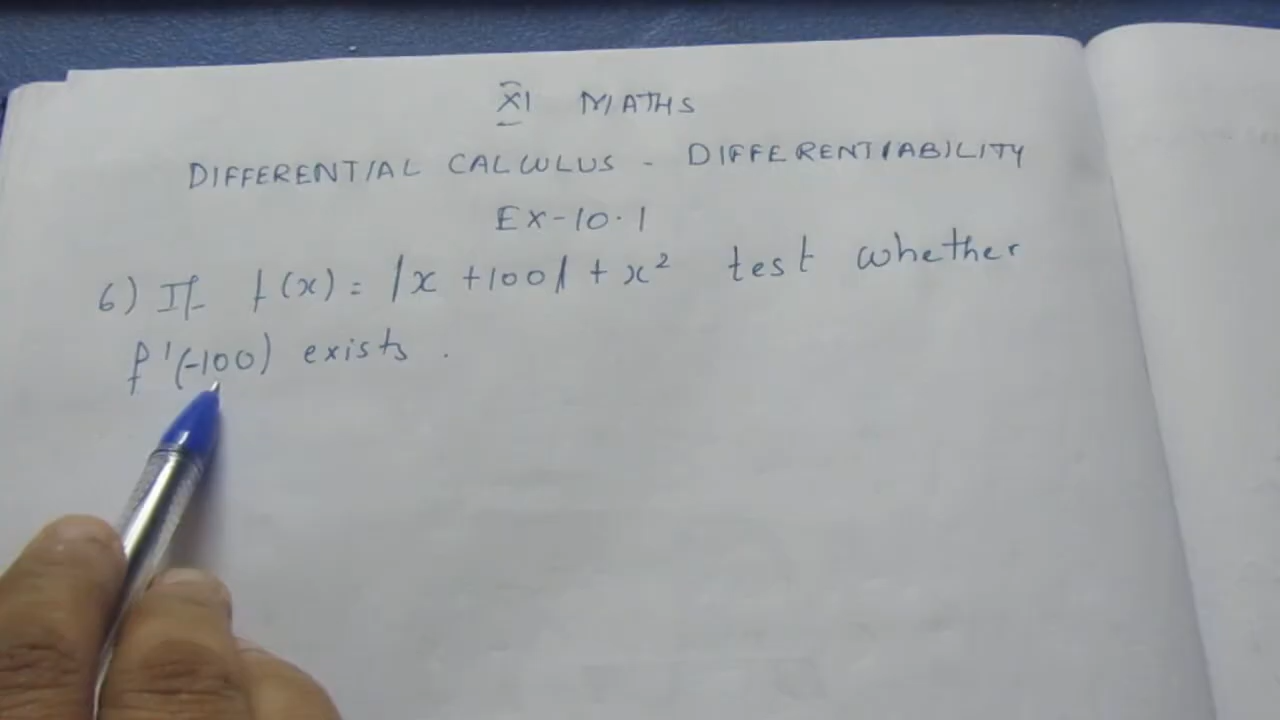 XI MATHS
DIFFERENTIAL CALCULUS - DIFFERENTIABILITY
EX-10.1
6) If f(x) = |x +100| + x² test whether
f'(-100) exists.